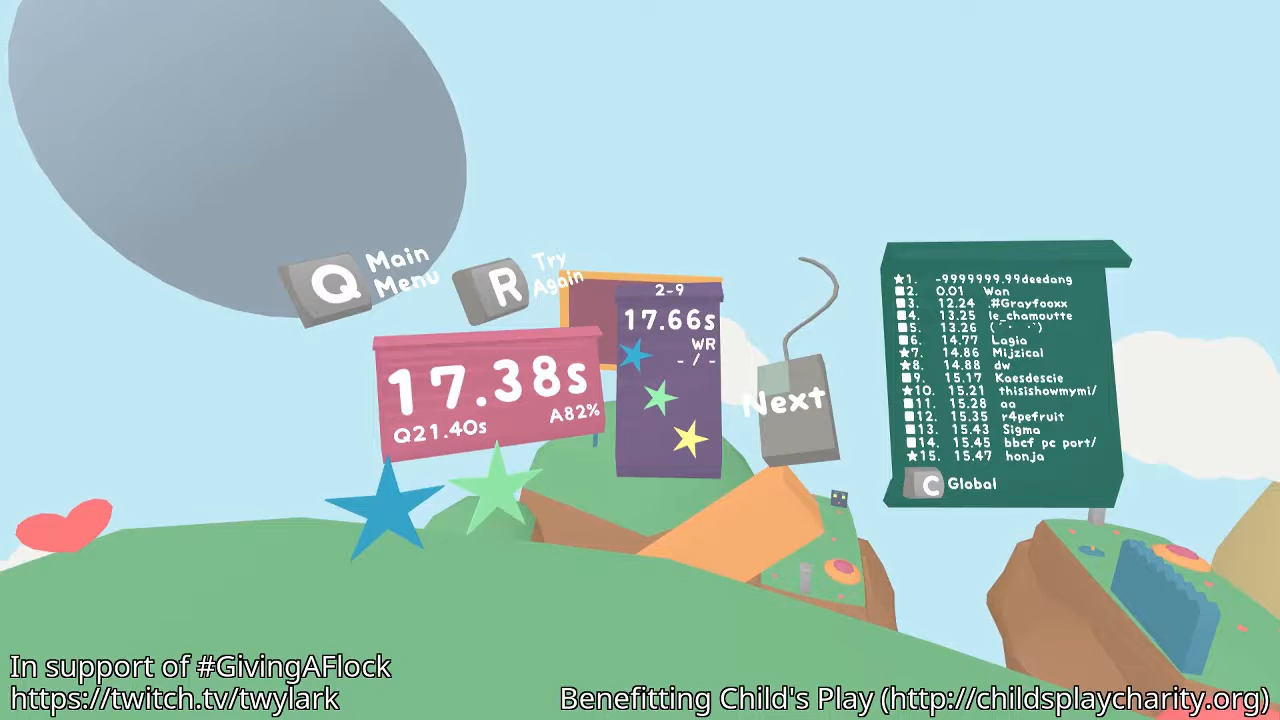 Q
Main
Menu
R
Try
Again
17.38s
Q21.40s
A82%
2-9
17.66s
WR
- / -
Next
1. -9999999.99deedang
2. 0.01 Wan
3. 12.24 .#Grayfooxx
4. 13.25 le_chamoutte
5. 13.26
6. 14.77 Lagia
7. 14.86 Mijzical
8. 14.88 dw
9. 15.17 Kaesdescie
10. 15.21 thisishowmymi/
11. 15.28 aa
12. 15.35 r4pefruit
13. 15.43 Sigma
14. 15.45 bbcf pc port/
15. 15.47 honja
C Global
In support of #GivingAFlock
https://twitch.tv/twylark
Benefitting Child's Play (http://childsplaycharity.org)